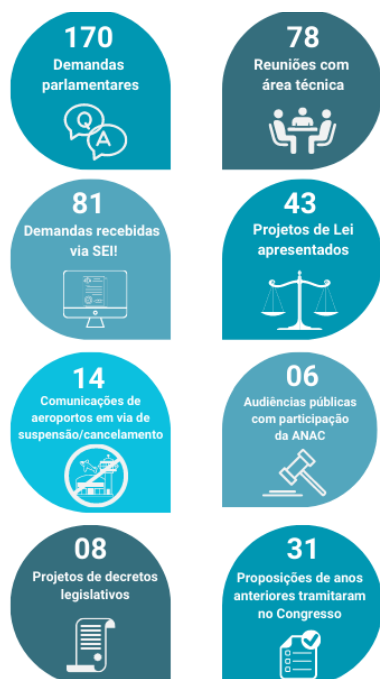 170
Demandas
parlamentares
Q
A
78
Reuniões com
área técnica
81
Demandas recebidas
via SEI!
43
Projetos de Lei
apresentados
14
Comunicações de
aeroportos em via de
suspensão/cancelamento
06
Audiências públicas
com participação
da ANAC
08
Projetos de decretos
legislativos
31
Proposições de anos
anteriores tramitaram
no Congresso